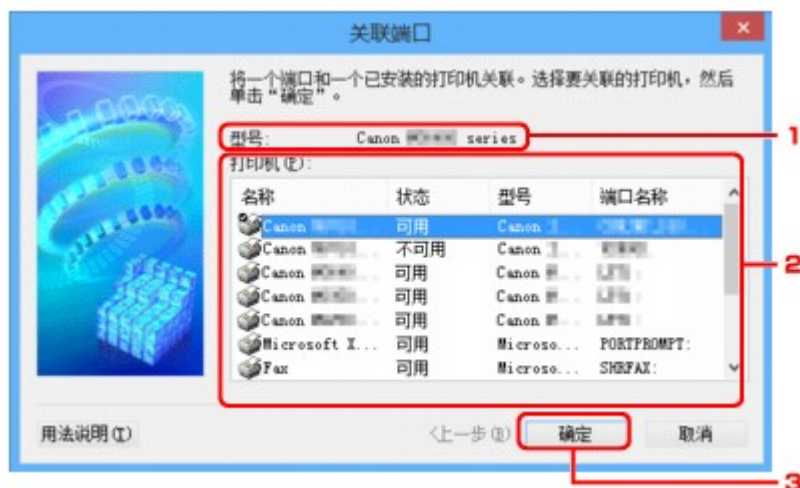 关联端口
将一个端口和一个已安装的打印机关联。选择要关联的打印机，然后
单击“确定”。
型号: Canon series 1
打印机(P):
名称 状态 型号 端口名称
Canon ... 可用 Canon ...
Canon ... 不可用 Canon ... 2
Canon ... 可用 Canon ...
Canon ... 可用 Canon ...
Canon ... 可用 Canon ...
Microsoft X... 可用 Microso... PORTPROMPT:
Fax 可用 Microso... SHRFAX:
用法说明(I) <上一步(B) 确定 取消
3